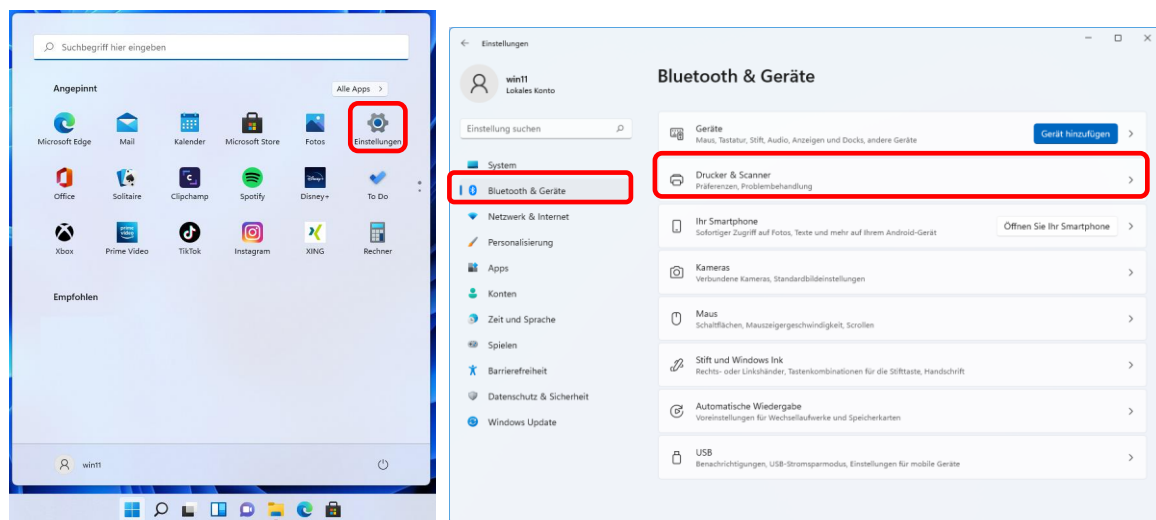 Suchbegriff hier eingeben
Angepinnt
Alle Apps >
Microsoft Edge Mail Kalender Microsoft Store Fotos Einstellungen
Office Solitaire Clipchamp Spotify Disney+ To Do
Xbox Prime Video TikTok Instagram XING Rechner
Empfohlen
win11
Einstellungen
win11
Lokales Konto
Einstellung suchen
System
Bluetooth & Geräte
Netzwerk & Internet
Personalisierung
Apps
Konten
Zeit und Sprache
Spielen
Barrierefreiheit
Datenschutz & Sicherheit
Windows Update
Bluetooth & Geräte
Geräte
Maus, Tastatur, Stift, Audio, Anzeigen und Docks, andere Geräte
Gerät hinzufügen
Drucker & Scanner
Präferenzen, Problembehandlung
Ihr Smartphone
Sofortiger Zugriff auf Fotos, Texte und mehr auf Ihrem Android-Gerät
Öffnen Sie Ihr Smartphone
Kameras
Verbundene Kameras, Standardbildeinstellungen
Maus
Schaltflächen, Mauszeigergeschwindigkeit, Scrollen
Stift und Windows Ink
Rechts- oder Linkshänder, Tastenkombinationen für die Stifttaste, Handschrift
Automatische Wiedergabe
Voreinstellungen für Wechsellaufwerke und Speicherkarten
USB
Benachrichtigungen, USB-Stromsparmodus, Einstellungen für mobile Geräte